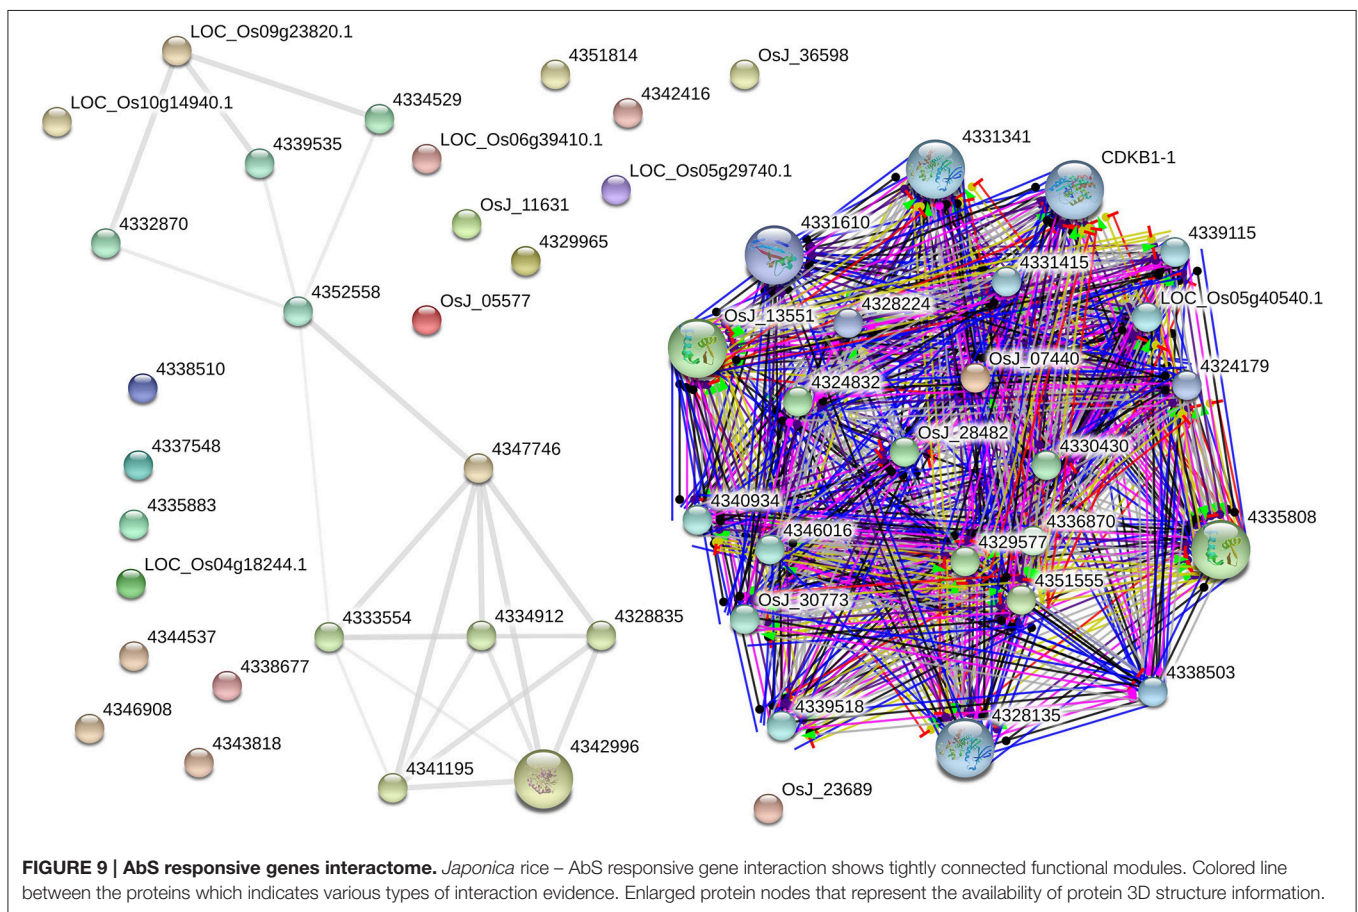 LOC_Os09g23820.1
4351814
OsJ_36598
LOC_Os10g14940.1
4334529
4342416
4339535
LOC_Os06g39410.1
4331341
CDKB1-1
LOC_Os05g29740.1
OsJ_11631
4332870
4329965
4331610
4339115
4331415
4352558
OsJ_05577
OsJ_13551
4328224
LOC_Os05g40540.1
4338510
4324832
OsJ_07440
4324179
4337548
4347746
OsJ_28482
4330430
4335883
4340934
4346016
4336870
4335808
4329577
LOC_Os04g18244.1
4351555
4333554
4334912
4328835
OsJ_30773
4344537
4338677
4338503
4346908
4343818
4342996
4339518
4328135
4341195
OsJ_23689
FIGURE 9 | AbS responsive genes interactome. Japonica rice – AbS responsive gene interaction shows tightly connected functional modules. Colored line
between the proteins which indicates various types of interaction evidence. Enlarged protein nodes that represent the availability of protein 3D structure information.